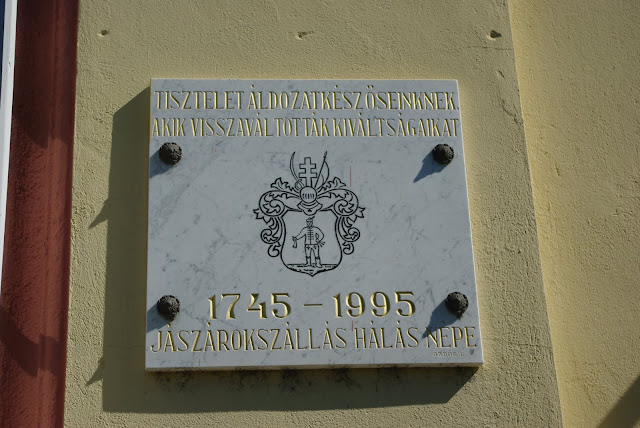 TISZTELET ÁLDOZATKÉSZ ŐSEINKNEK,
AKIK VISSZAVÁLTOTTÁK KIVÁLTSÁGAIKAT
1745 – 1995
JÁSZÁROKSZÁLLÁS HÁLÁS NÉPE